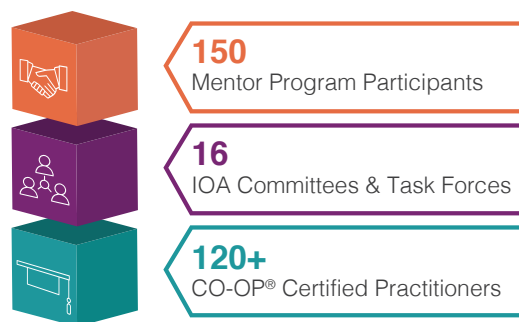 150
Mentor Program Participants
16
IOA Committees & Task Forces
120+
CO-OP® Certified Practitioners